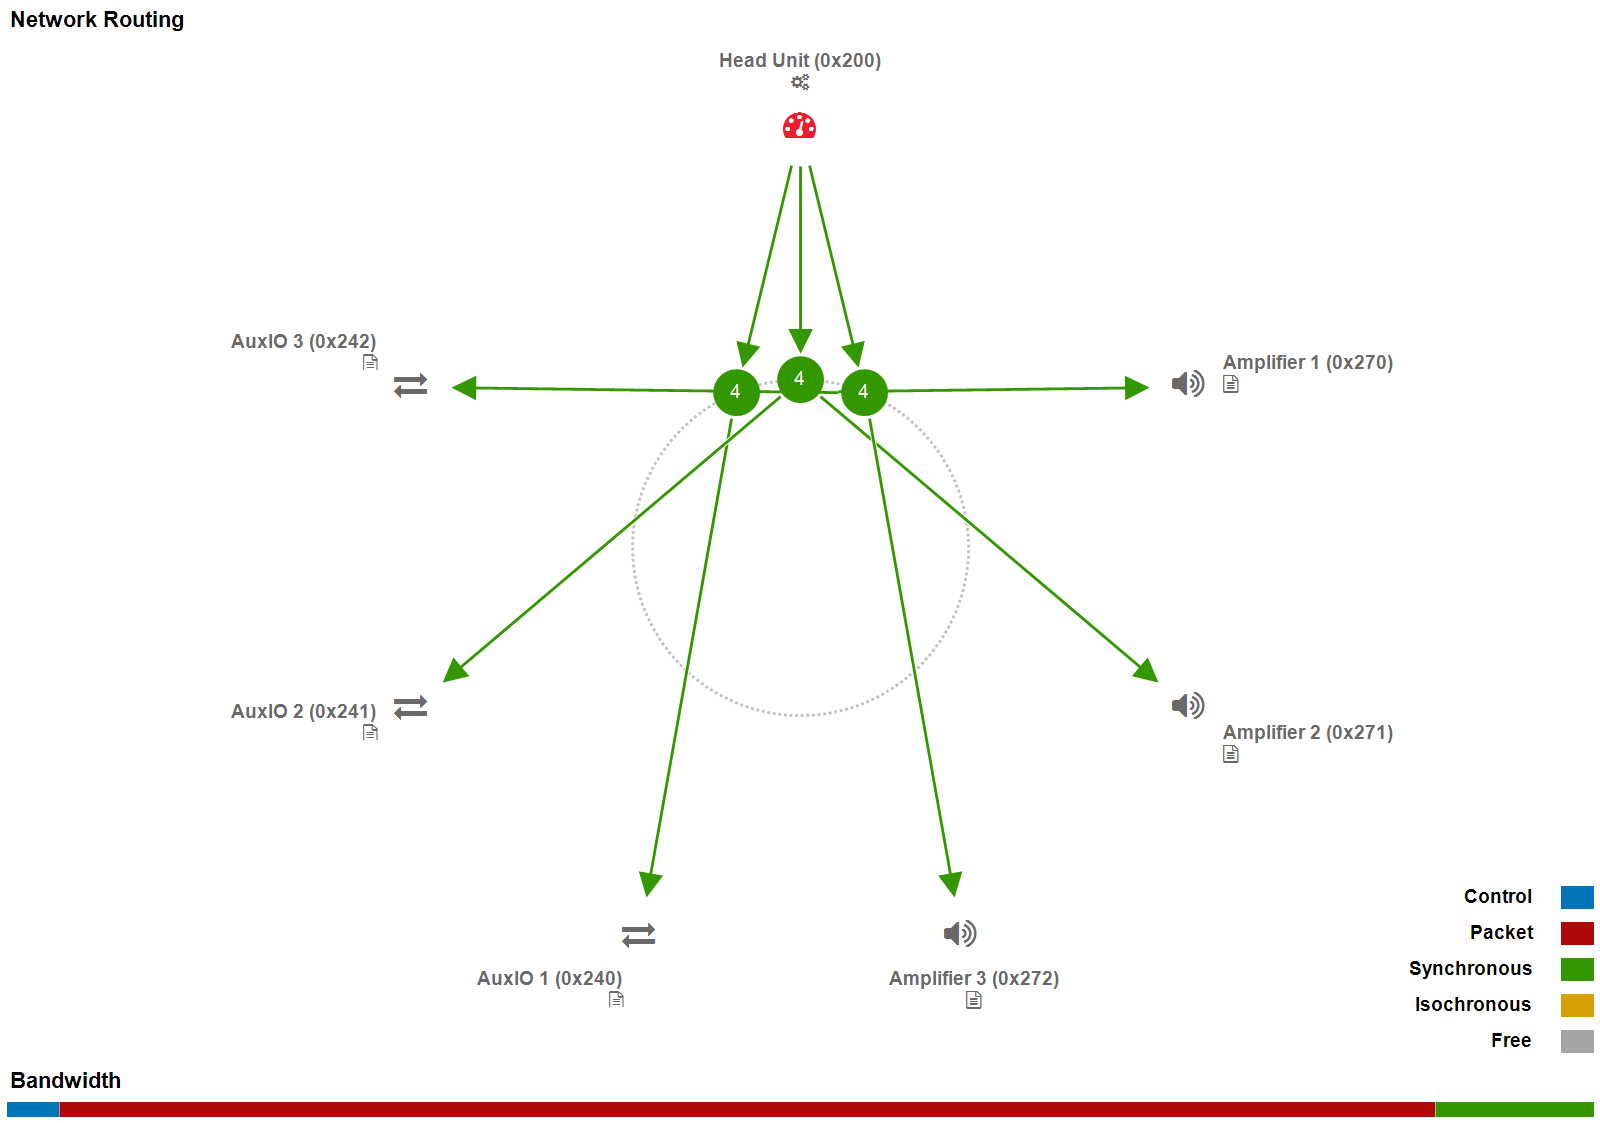 Network Routing
Head Unit (0x200)
AuxIO 3 (0x242)
Amplifier 1 (0x270)
4
4
4
AuxIO 2 (0x241)
Amplifier 2 (0x271)
AuxIO 1 (0x240)
Amplifier 3 (0x272)
Control
Packet
Synchronous
Isochronous
Free
Bandwidth